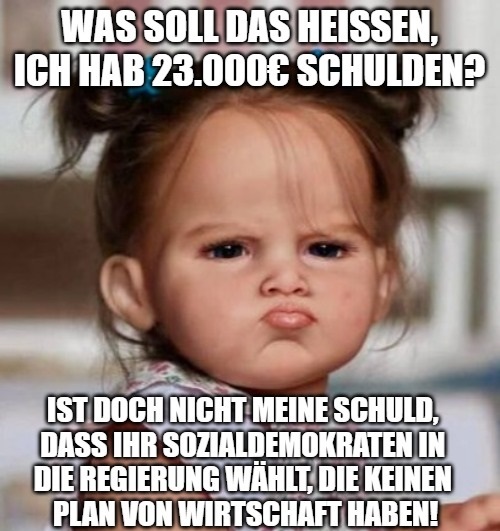 WAS SOLL DAS HEISSEN,
ICH HAB 23.000€ SCHULDEN?
IST DOCH NICHT MEINE SCHULD,
DASS IHR SOZIALDEMOKRATEN IN
DIE REGIERUNG WÄHLT, DIE KEINEN
PLAN VON WIRTSCHAFT HABEN!